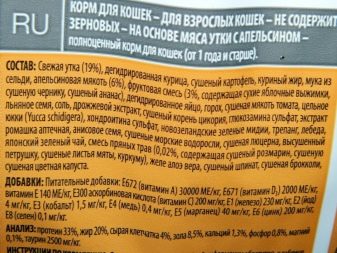 RU
КОРМ ДЛЯ КОШЕК – ДЛЯ ВЗРОСЛЫХ КОШЕК – НЕ СОДЕРЖИТ
ЗЕРНОВЫХ – НА ОСНОВЕ МЯСА УТКИ С АПЕЛЬСИНОМ –
полноценный корм для кошек (от 1 года и старше).
СОСТАВ: Свежая утка (19%), дегидрированная курица, сушеный картофель, куриный жир, мука из
сельди, апельсиновая мякоть (6%), фруктовая смесь (3%, содержит сухие яблочные выжимки,
сушеную чернику, сушеный ананас), дегидрированное яйцо, горох, сушеная мякоть томата, цельное
льняное семя, соль, дрожжевой экстракт, сушеный корень цикория, глюкозамина сульфат, экстракт
юкки (Yucca schidigera), хондроитина сульфат, новозеландские зеленые мидии, трепанг, лебеда,
ромашка аптечная, анисовое семя, сушеные морские водоросли, сушеная люцерна, высушенный
японский зеленый чай, смесь пряных трав (0,02%, содержит сушеный розмарин, сушеную
петрушку, сушеные листья мяты, куркуму), желе алоэ вера, сушеный шпинат, сушеная брокколи,
сушеная цветная капуста.
ДОБАВКИ: Питательные добавки: E672 (витамин A) 30000 МЕ/кг, E671 (витамин D₃) 2000 МЕ/кг,
витамин E 140 МЕ/кг, E300 аскорбиновая кислота (витамин C) 200 мг/кг, E1 (железо) 230 мг/кг, E2 (йод)
4 мг/кг, E3 (кобальт) 1,5 мг/кг, E4 (медь) 0,4 мг/кг, E5 (марганец) 40 мг/кг, E6 (цинк) 200 мг/кг,
E8 (селен) 0,1 мг/кг.
АНАЛИЗ: протеин 33%, жир 20%, сырая клетчатка 4%, зола 8,5%, кальций 1,3%, фосфор 0,8%, магний
0,1%, таурин 2500 мг/кг.